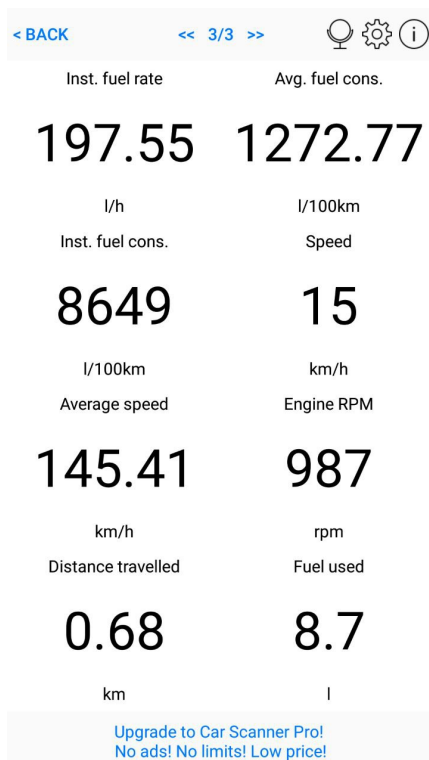 < BACK << 3/3 >>
Inst. fuel rate Avg. fuel cons.
197.55 1272.77
l/h l/100km
Inst. fuel cons. Speed
8649 15
l/100km km/h
Average speed Engine RPM
145.41 987
km/h rpm
Distance travelled Fuel used
0.68 8.7
km l
Upgrade to Car Scanner Pro!
No ads! No limits! Low price!